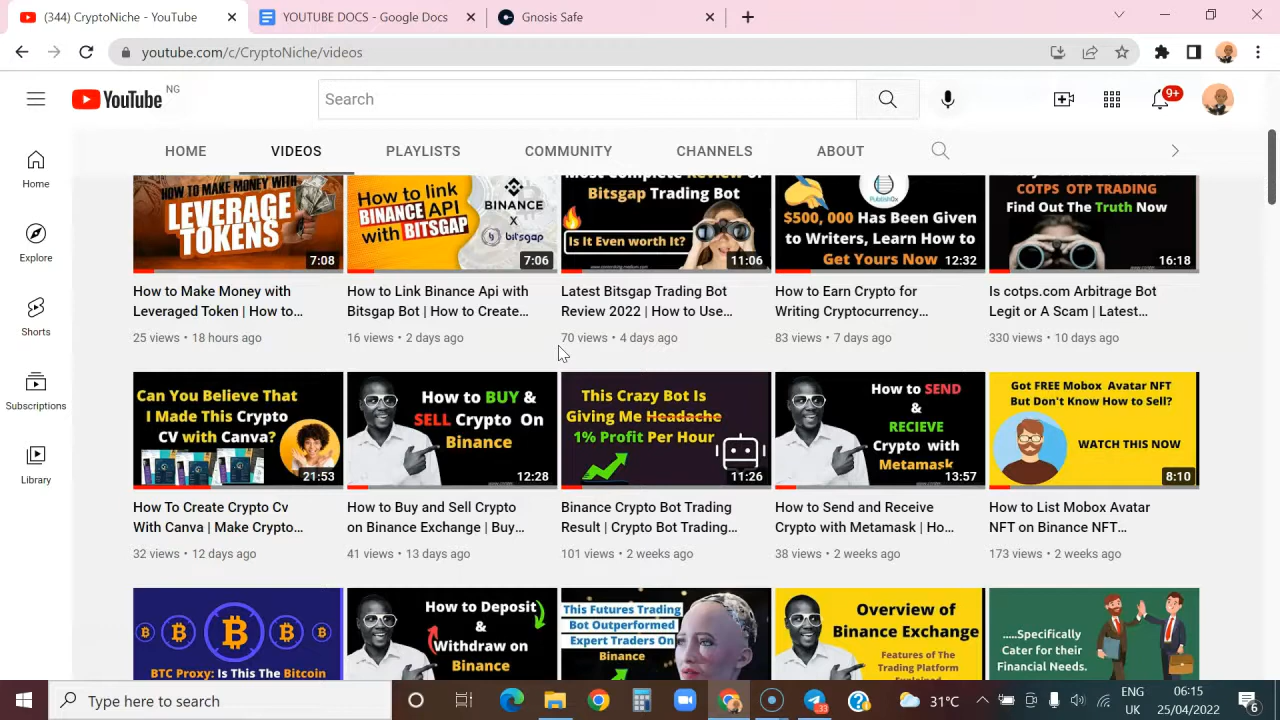 (344) CryptoNiche - YouTube
YOUTUBE DOCS - Google Docs
Gnosis Safe
youtube.com/c/CryptoNiche/videos
YouTube NG
Search
9+
HOME
VIDEOS
PLAYLISTS
COMMUNITY
CHANNELS
ABOUT
Home
Explore
Shorts
Subscriptions
Library
HOW TO MAKE MONEY WITH
LEVERAGE
TOKENS
7:08
How to link
BINANCE API
with BITSGAP
BINANCE
X
bitsgap
7:06
Most Complete Review of
Bitsgap Trading Bot
Is It Even worth It?
11:06
PublishOx
$500, 000 Has Been Given
to Writers, Learn How to
Get Yours Now
12:32
COTPS OTP TRADING
Find Out The Truth Now
16:18
How to Make Money with
Leveraged Token | How to...
25 views • 18 hours ago
How to Link Binance Api with
Bitsgap Bot | How to Create...
16 views • 2 days ago
Latest Bitsgap Trading Bot
Review 2022 | How to Use...
70 views • 4 days ago
How to Earn Crypto for
Writing Cryptocurrency...
83 views • 7 days ago
Is cotps.com Arbitrage Bot
Legit or A Scam | Latest...
330 views • 10 days ago
Can You Believe That
I Made This Crypto
CV with Canva?
21:53
How to BUY &
SELL Crypto On
Binance
12:28
This Crazy Bot Is
Giving Me Headache
1% Profit Per Hour
11:26
How to SEND
&
RECIEVE
Crypto with
Metamask
13:57
Got FREE Mobox Avatar NFT
But Don't Know How to Sell?
WATCH THIS NOW
8:10
How To Create Crypto Cv
With Canva | Make Crypto...
32 views • 12 days ago
How to Buy and Sell Crypto
on Binance Exchange | Buy...
41 views • 13 days ago
Binance Crypto Bot Trading
Result | Crypto Bot Trading...
101 views • 2 weeks ago
How to Send and Receive
Crypto with Metamask | Ho...
38 views • 2 weeks ago
How to List Mobox Avatar
NFT on Binance NFT...
173 views • 2 weeks ago
BTC Proxy: Is This The Bitcoin
How to Deposit
&
Withdraw on
Binance
This Futures Trading
Bot Outperformed
Expert Traders On
Binance
Overview of
Binance Exchange
Features of The
Trading Platform
Explained
.....Specifically
Cater for their
Financial Needs.
Type here to search
33
31°C
ENG
UK
06:15
25/04/2022
6